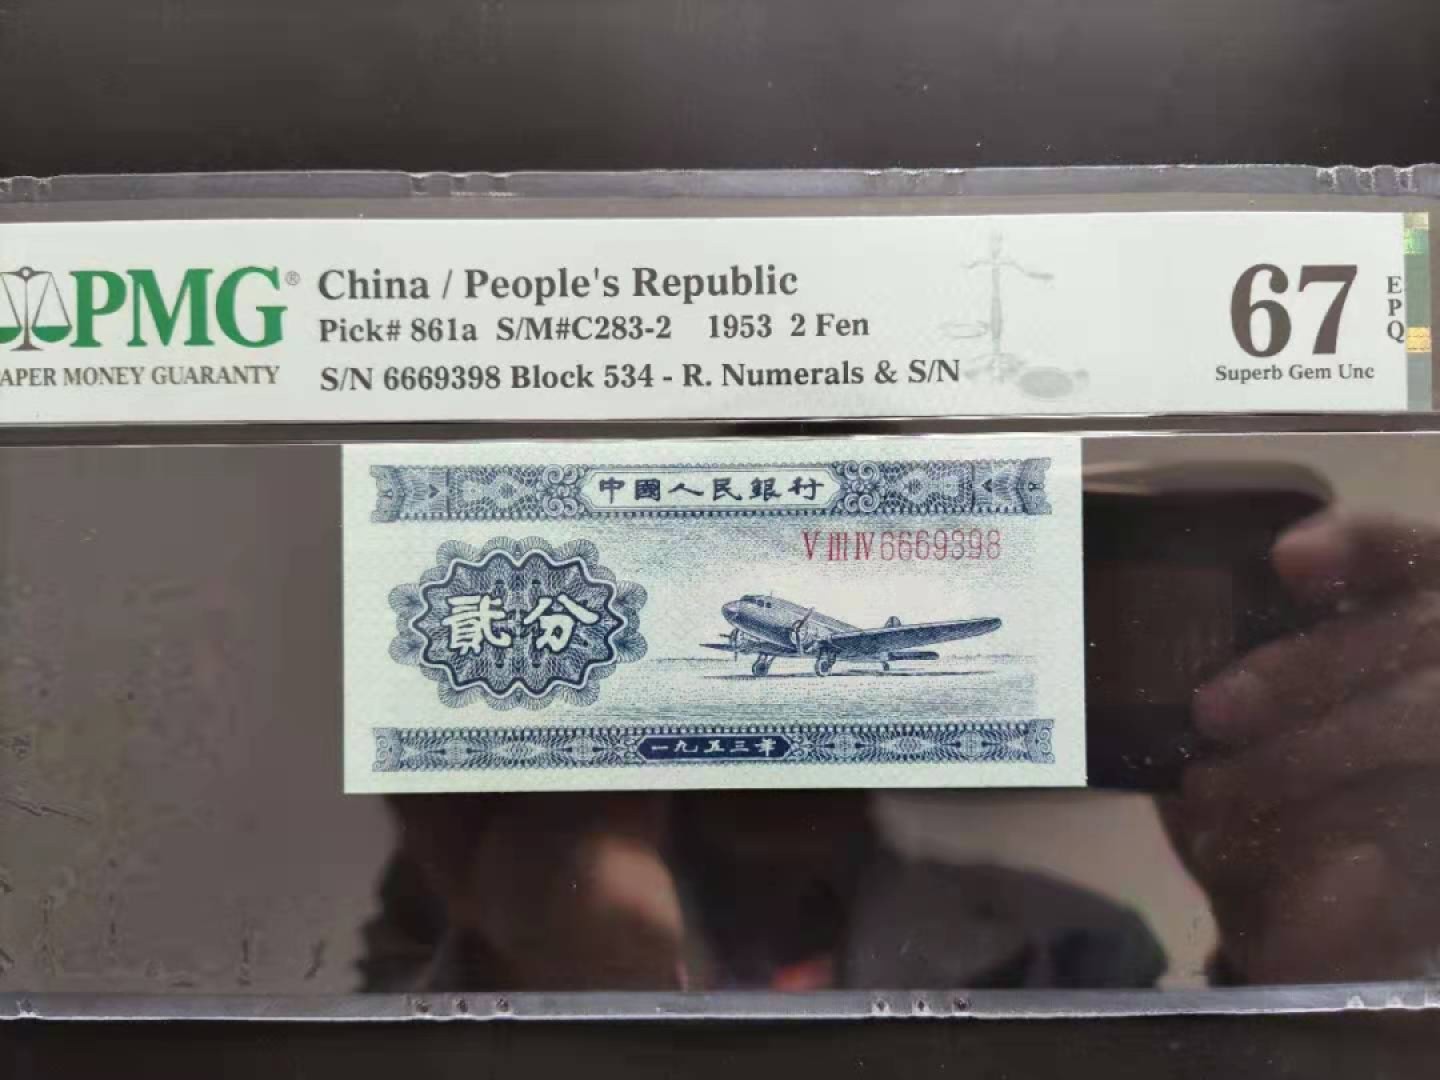 PMG®
APER MONEY GUARANTY
China / People's Republic
Pick# 861a S/M#C283-2 1953 2 Fen
S/N 6669398 Block 534 - R. Numerals & S/N
67
EPQ
Superb Gem Unc
中國人民銀行
V III IV 6669398
貳分
一九五三年